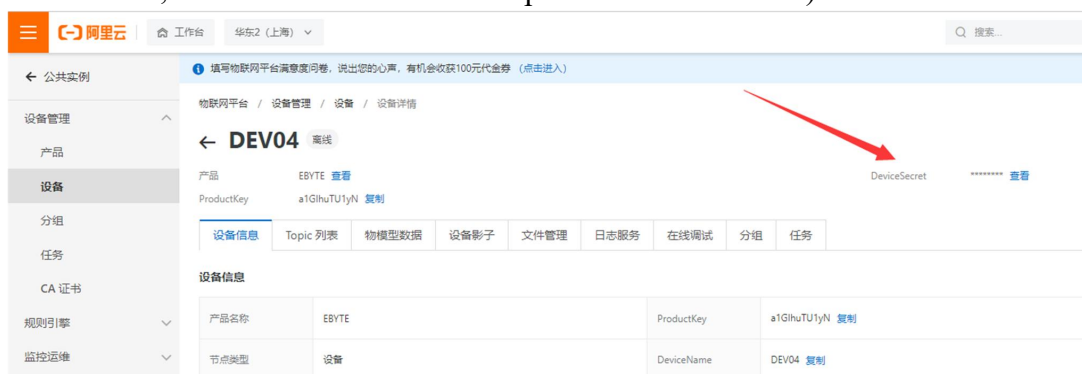 阿里云 工作台 华东2（上海） 搜索...
公共实例
填写物联网平台满意度问卷，说出您的心声，有机会收获100元代金券 （点击进入）
物联网平台 / 设备管理 / 设备 / 设备详情
设备管理
DEV04 离线
产品
产品 EBYTE 查看 DeviceSecret ******** 查看
设备
ProductKey a1GlhuTU1yN 复制
分组
设备信息 Topic 列表 物模型数据 设备影子 文件管理 日志服务 在线调试 分组 任务
任务
设备信息
CA 证书
规则引擎
产品名称 EBYTE ProductKey a1GlhuTU1yN 复制
监控运维
节点类型 设备 DeviceName DEV04 复制